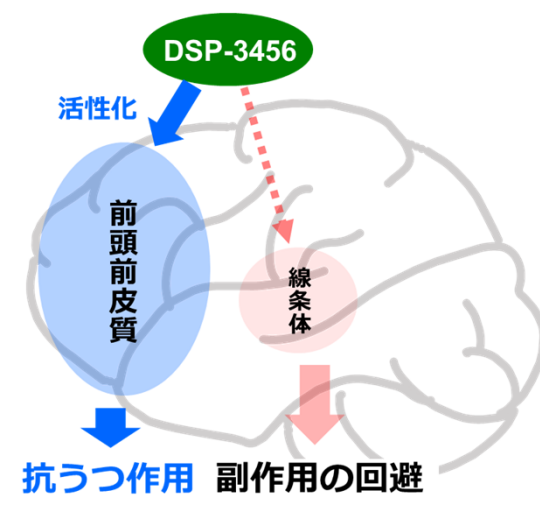 DSP-3456
活性化
前頭前皮質
線条体
抗うつ作用
副作用の回避